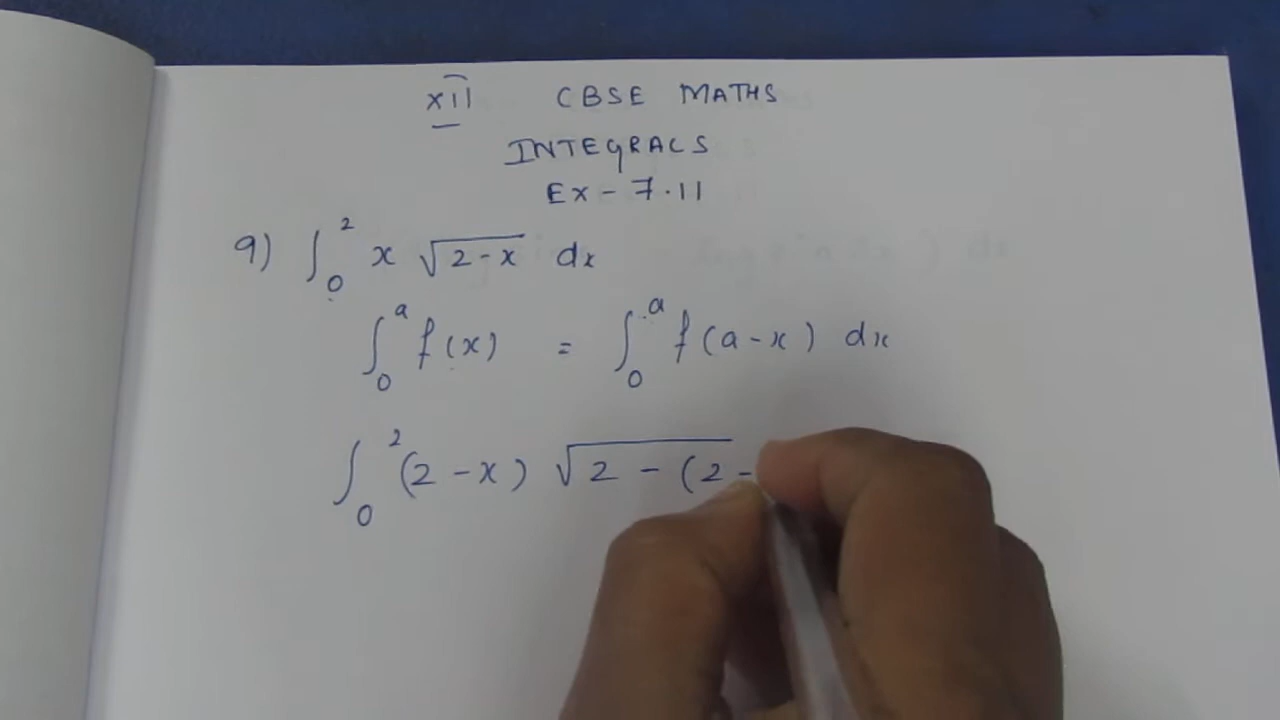 XII CBSE MATHS
INTEGRALS
Ex - 7.11
9) ∫₀² x √(2-x) dx
∫₀ᵃ f(x) = ∫₀ᵃ f(a-x) dx
∫₀² (2-x) √2 - (2 -